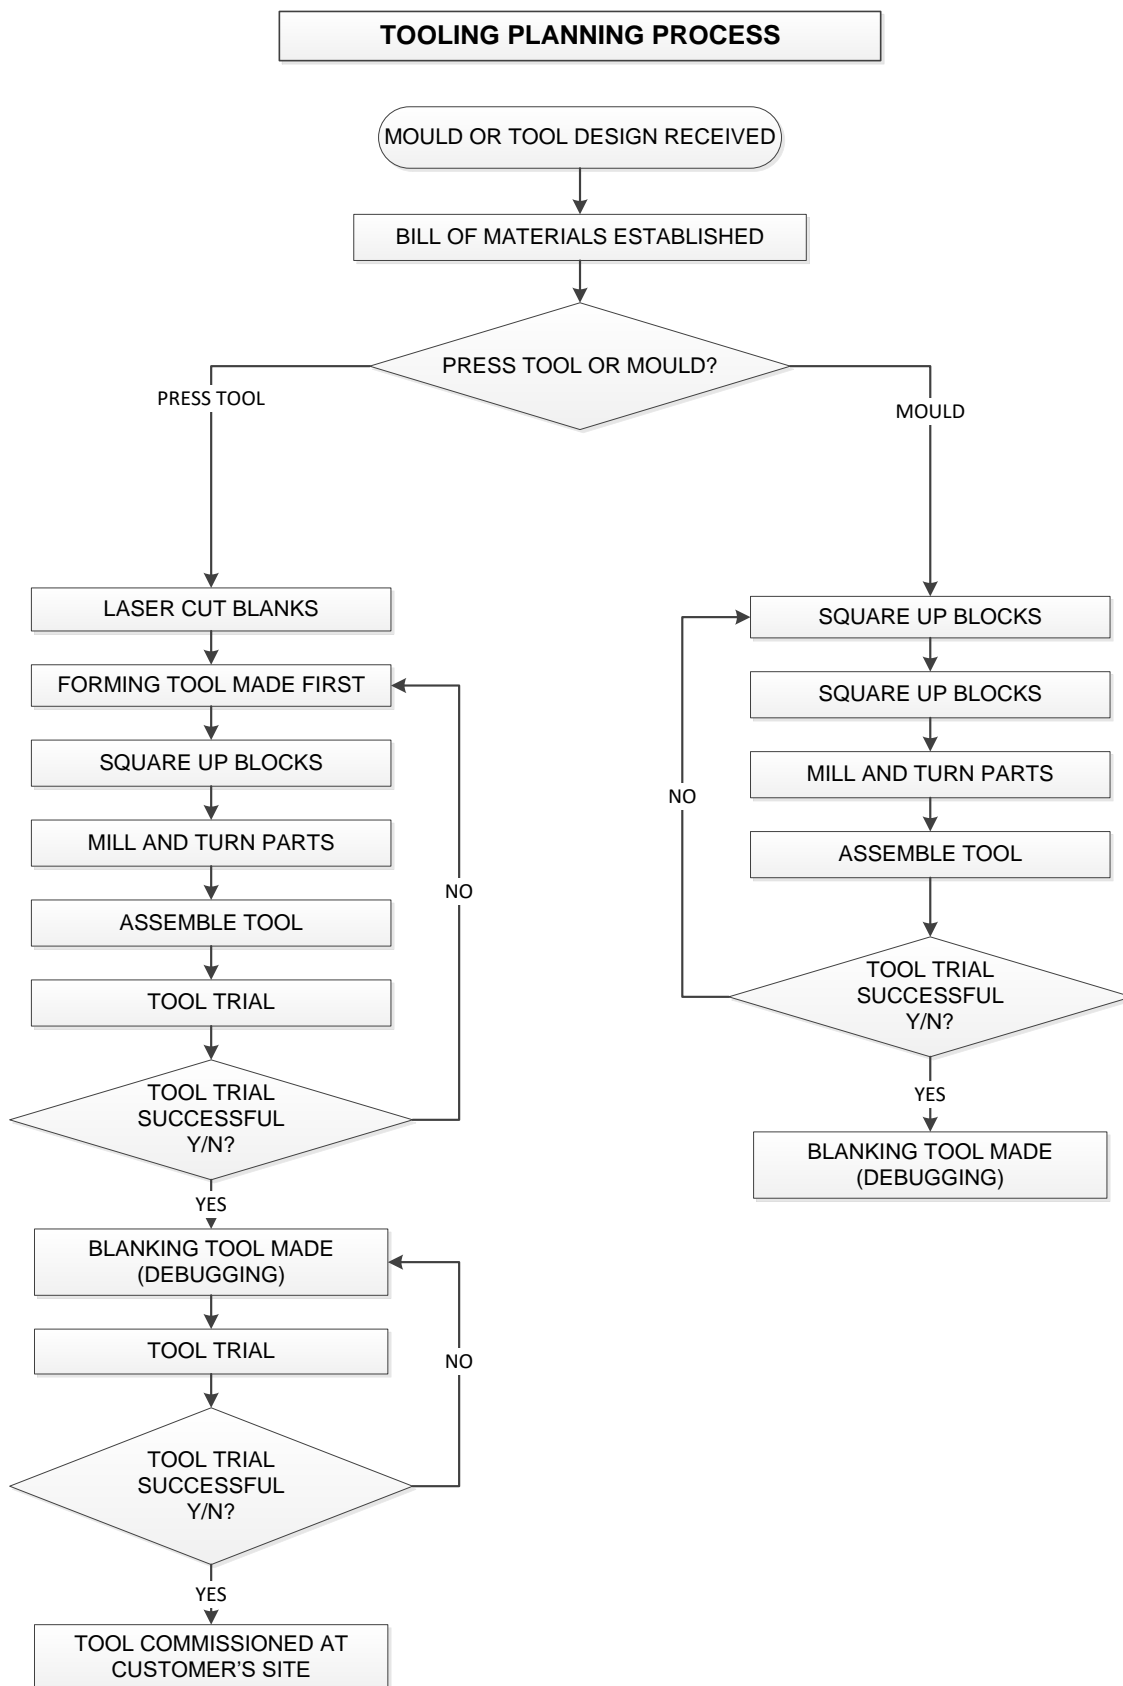 TOOLING PLANNING PROCESS
MOULD OR TOOL DESIGN RECEIVED
BILL OF MATERIALS ESTABLISHED
PRESS TOOL OR MOULD?
PRESS TOOL
MOULD
LASER CUT BLANKS
FORMING TOOL MADE FIRST
SQUARE UP BLOCKS
MILL AND TURN PARTS
ASSEMBLE TOOL
TOOL TRIAL
TOOL TRIAL
SUCCESSFUL
Y/N?
NO
YES
BLANKING TOOL MADE
(DEBUGGING)
TOOL TRIAL
NO
TOOL TRIAL
SUCCESSFUL
Y/N?
YES
TOOL COMMISSIONED AT
CUSTOMER'S SITE
SQUARE UP BLOCKS
SQUARE UP BLOCKS
MILL AND TURN PARTS
NO
ASSEMBLE TOOL
TOOL TRIAL
SUCCESSFUL
Y/N?
YES
BLANKING TOOL MADE
(DEBUGGING)